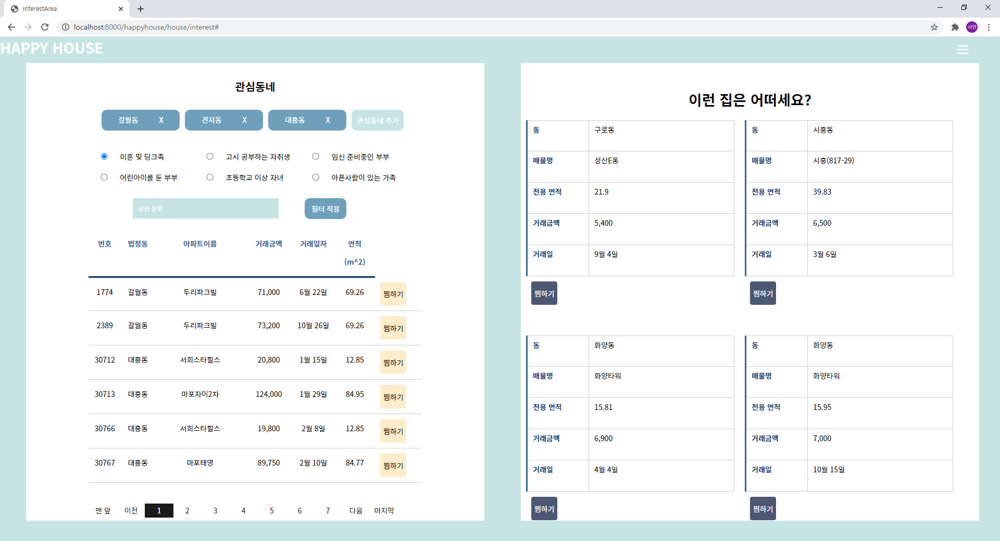 interestArea
localhost:8000/happyhouse/house/interest#
서연
HAPPY HOUSE
관심동네
갈월동 X 견지동 X 대흥동 X 관심동네 추가
미혼 및 딩크족 고시 공부하는 자취생 임신 준비중인 부부
어린아이를 둔 부부 초등학교 이상 자녀 아픈사람이 있는 가족
상권 분류 필터 적용
번호 법정동 아파트이름 거래금액 거래일자 면적
(m^2)
1774 갈월동 두리파크빌 71,000 6월 22일 69.26 찜하기
2389 갈월동 두리파크빌 73,200 10월 26일 69.26 찜하기
30712 대흥동 서희스타힐스 20,800 1월 15일 12.85 찜하기
30713 대흥동 마포자이2차 124,000 1월 29일 84.95 찜하기
30766 대흥동 서희스타힐스 19,800 2월 8일 12.85 찜하기
30767 대흥동 마포태영 89,750 2월 10일 84.77 찜하기
맨 앞 이전 1 2 3 4 5 6 7 다음 마지막
이런 집은 어떠세요?
동 구로동
매물명 성산E동
전용 면적 21.9
거래금액 5,400
거래일 9월 4일
찜하기
동 시흥동
매물명 시흥(817-29)
전용 면적 39.83
거래금액 6,500
거래일 3월 6일
찜하기
동 화양동
매물명 화양타워
전용 면적 15.81
거래금액 6,900
거래일 4월 4일
찜하기
동 화양동
매물명 화양타워
전용 면적 15.95
거래금액 7,000
거래일 10월 15일
찜하기